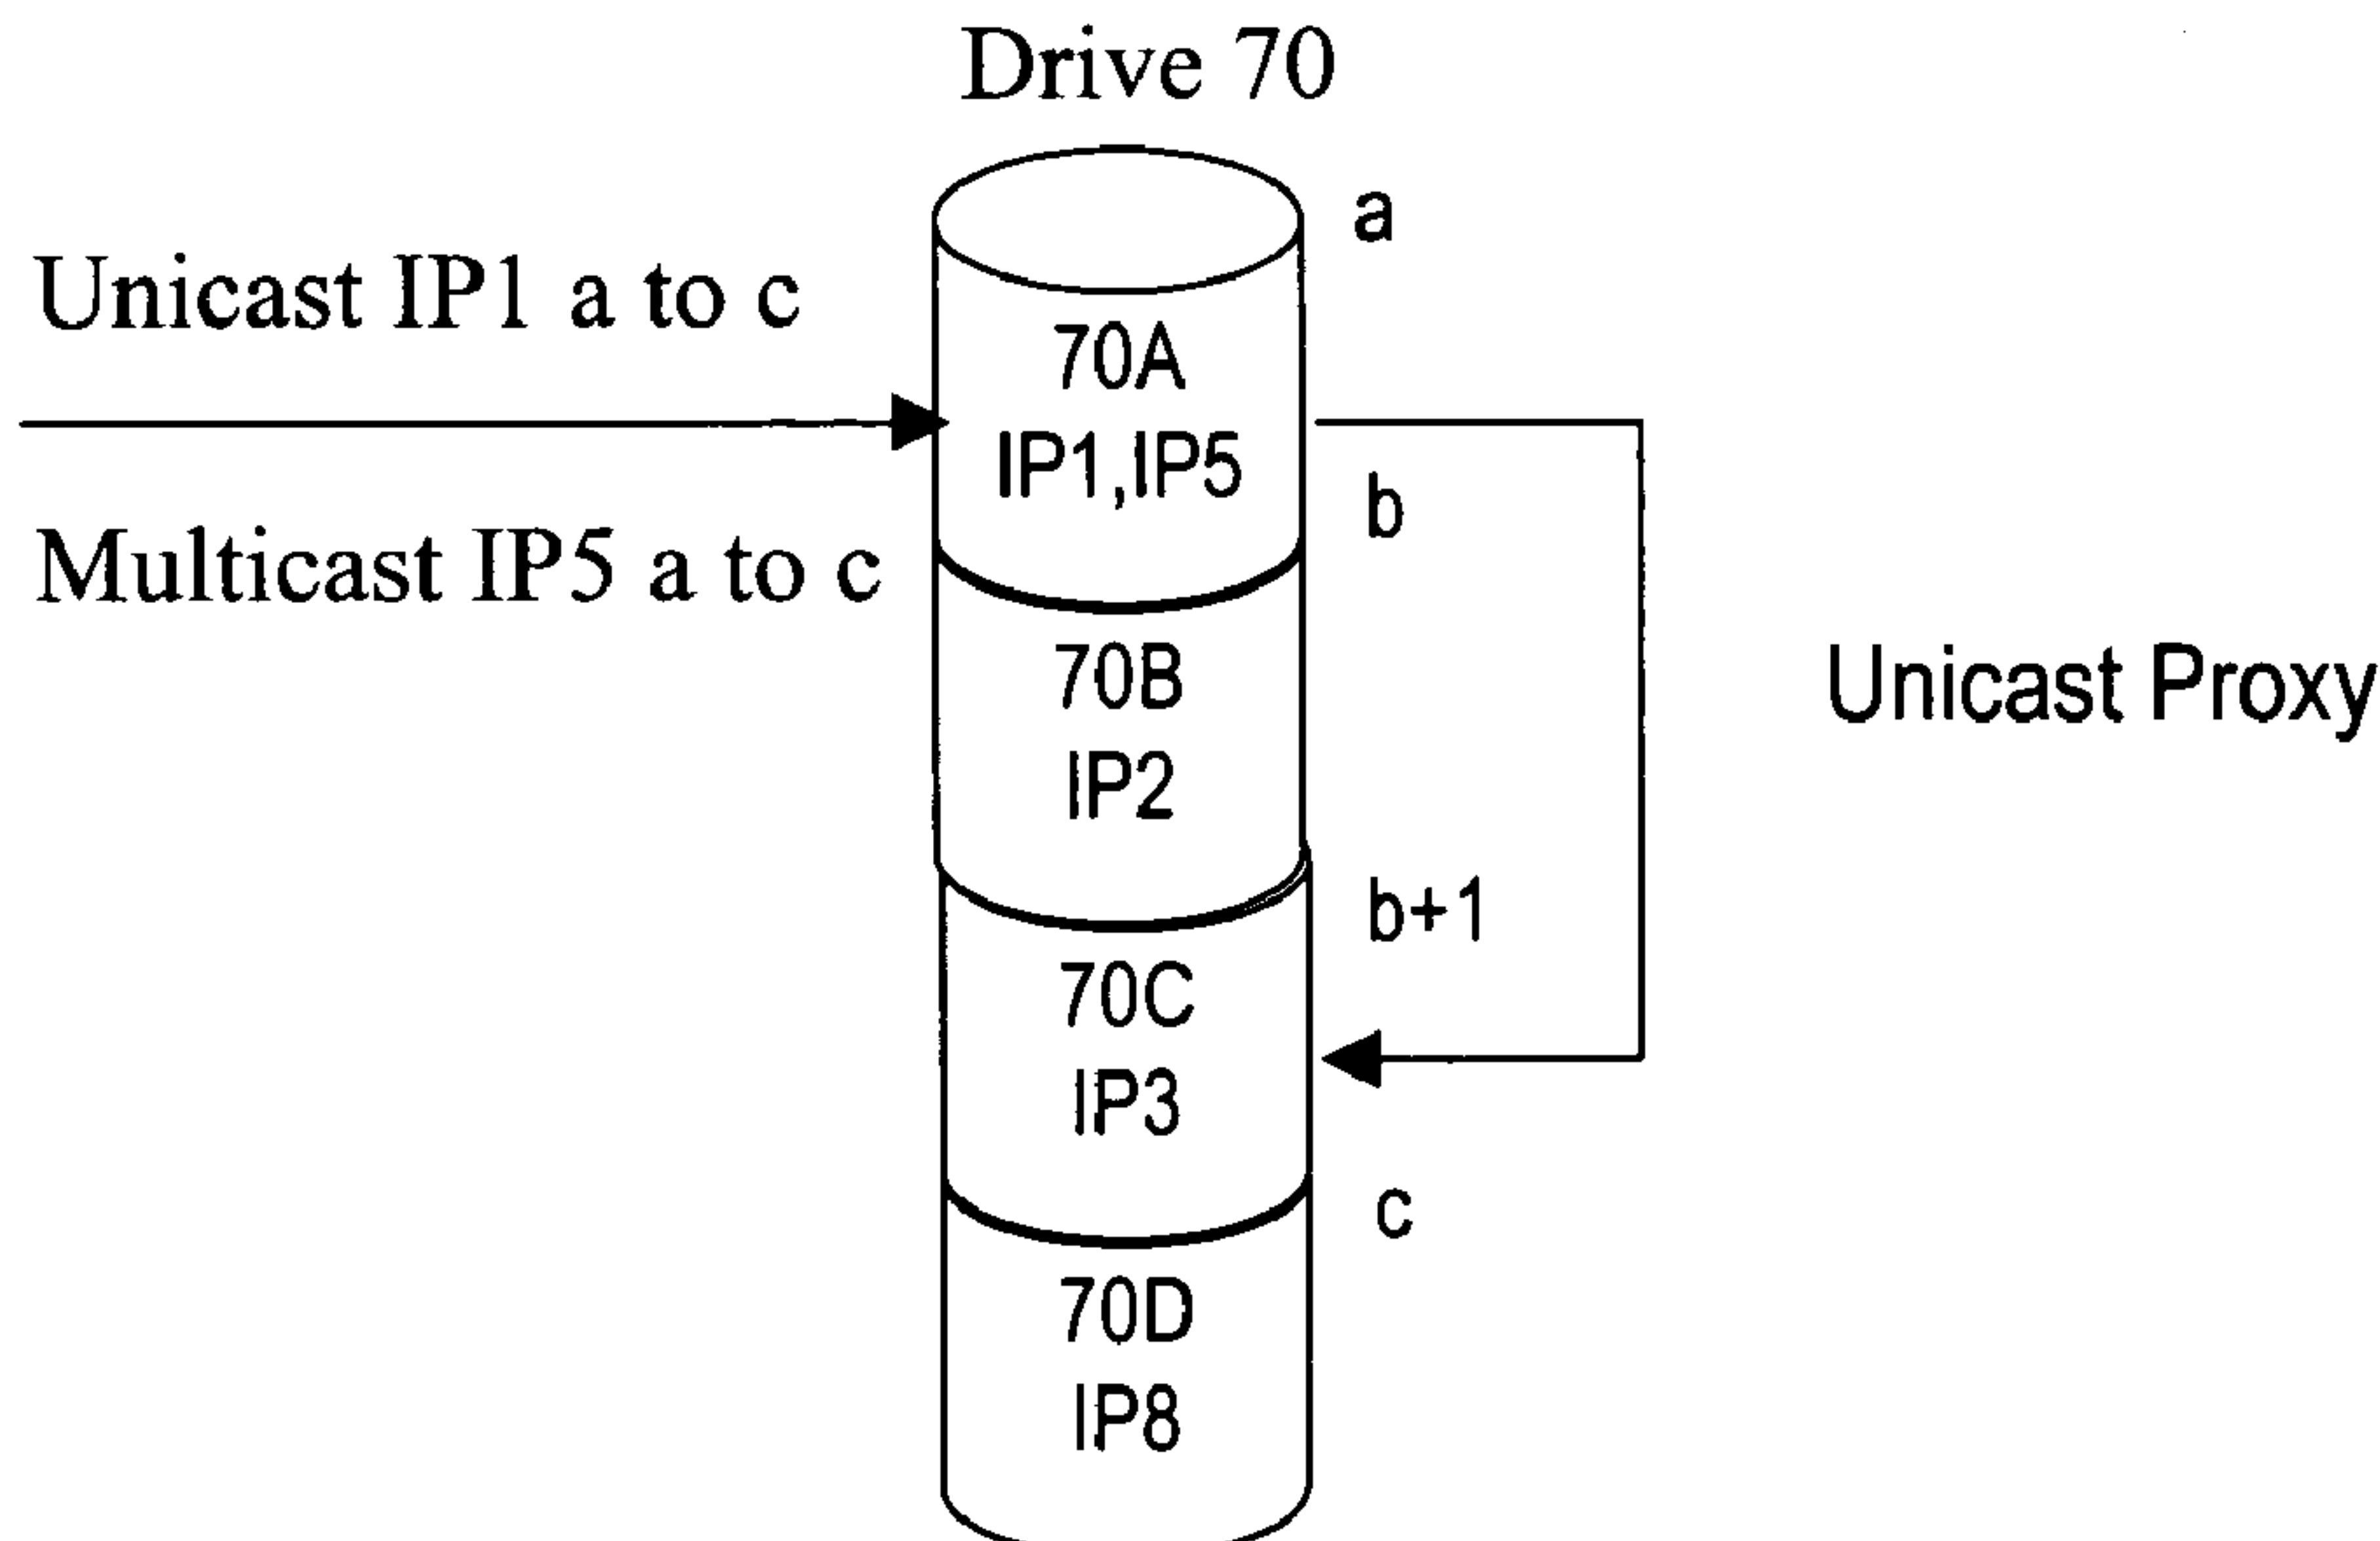 Drive 70
a
Unicast IP1 a to c
70A
IP1,IP5
b
Multicast IP5 a to c
70B
Unicast Proxy
IP2
b+1
70C
IP3
c
70D
IP8